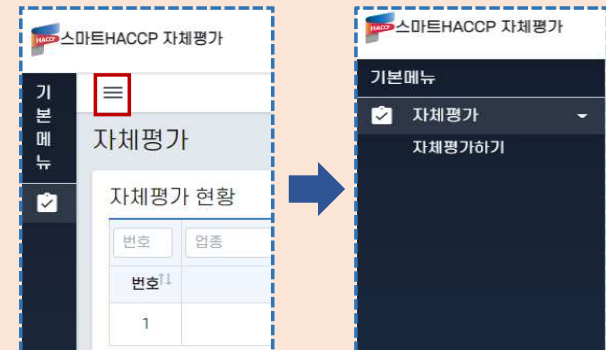 HACCP 스마트HACCP 자체평가
기본메뉴
자체평가
자체평가 현황
번호 업종
번호
1
HACCP 스마트HACCP 자체평가
기본메뉴
자체평가
자체평가하기